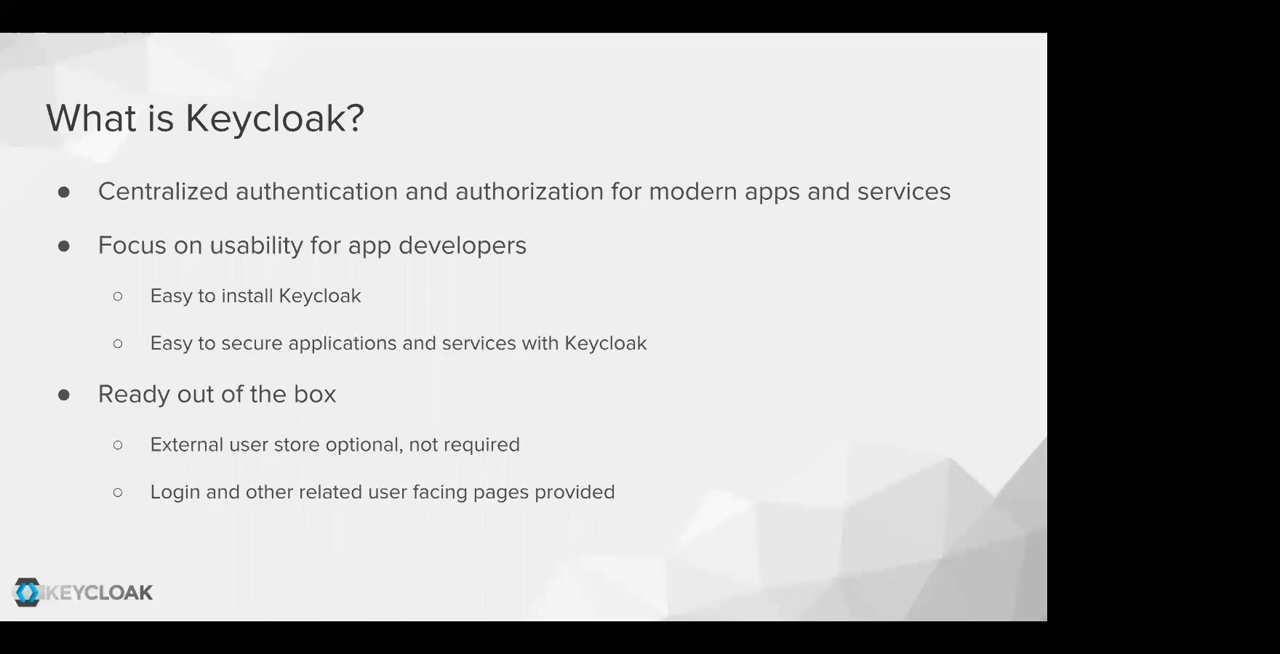 What is Keycloak?
● Centralized authentication and authorization for modern apps and services
● Focus on usability for app developers
○ Easy to install Keycloak
○ Easy to secure applications and services with Keycloak
● Ready out of the box
○ External user store optional, not required
○ Login and other related user facing pages provided
KEYCLOAK